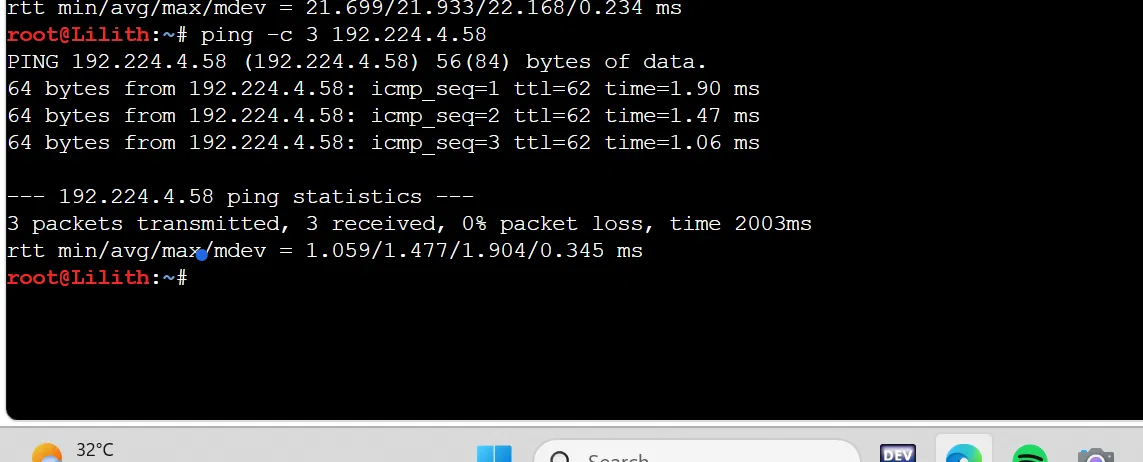 rtt min/avg/max/mdev = 21.699/21.933/22.168/0.234 ms
root@Lilith:~# ping -c 3 192.224.4.58
PING 192.224.4.58 (192.224.4.58) 56(84) bytes of data.
64 bytes from 192.224.4.58: icmp_seq=1 ttl=62 time=1.90 ms
64 bytes from 192.224.4.58: icmp_seq=2 ttl=62 time=1.47 ms
64 bytes from 192.224.4.58: icmp_seq=3 ttl=62 time=1.06 ms
--- 192.224.4.58 ping statistics ---
3 packets transmitted, 3 received, 0% packet loss, time 2003ms
rtt min/avg/max/mdev = 1.059/1.477/1.904/0.345 ms
root@Lilith:~#
32°C
Search
DEV